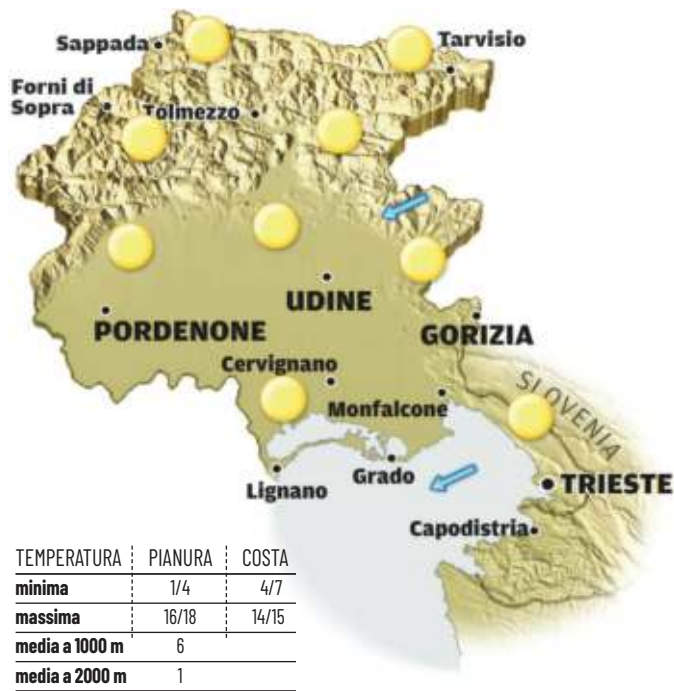 Sappada
Tarvisio
Forni di
Sopra
Tolmezzo
UDINE
PORDENONE
GORIZIA
Cervignano
Monfalcone
SLOVENIA
Lignano
Grado
TRIESTE
Capodistria
TEMPERATURA PIANURA COSTA
minima 1/4 4/7
massima 16/18 14/15
media a 1000 m 6
media a 2000 m 1